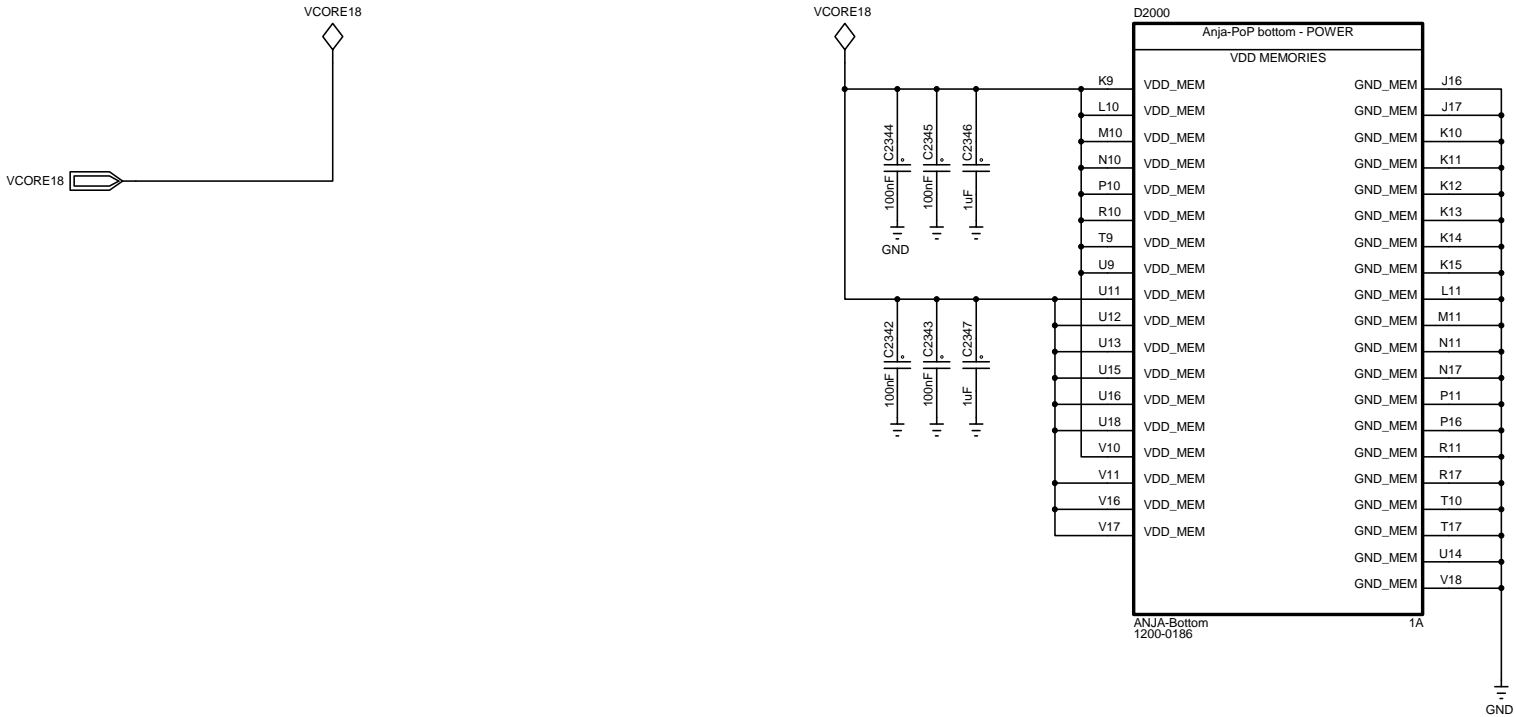 VCORE18
VCORE18
D2000
Anja-PoP bottom - POWER
VDD MEMORIES
K9 VDD_MEM GND_MEM J16
L10 VDD_MEM GND_MEM J17
M10 VDD_MEM GND_MEM K10
N10 VDD_MEM GND_MEM K11
P10 VDD_MEM GND_MEM K12
R10 VDD_MEM GND_MEM K13
T9 VDD_MEM GND_MEM K14
U9 VDD_MEM GND_MEM K15
U11 VDD_MEM GND_MEM L11
U12 VDD_MEM GND_MEM M11
U13 VDD_MEM GND_MEM N11
U15 VDD_MEM GND_MEM N17
U16 VDD_MEM GND_MEM P11
U18 VDD_MEM GND_MEM P16
V10 VDD_MEM GND_MEM R11
V11 VDD_MEM GND_MEM R17
V16 VDD_MEM GND_MEM T10
V17 VDD_MEM GND_MEM T17
GND_MEM U14
GND_MEM V18
VCORE18
C2344
100nF
C2345
100nF
C2346
1uF
GND
C2342
100nF
C2343
100nF
C2347
1uF
ANJA-Bottom 1A
1200-0186
GND